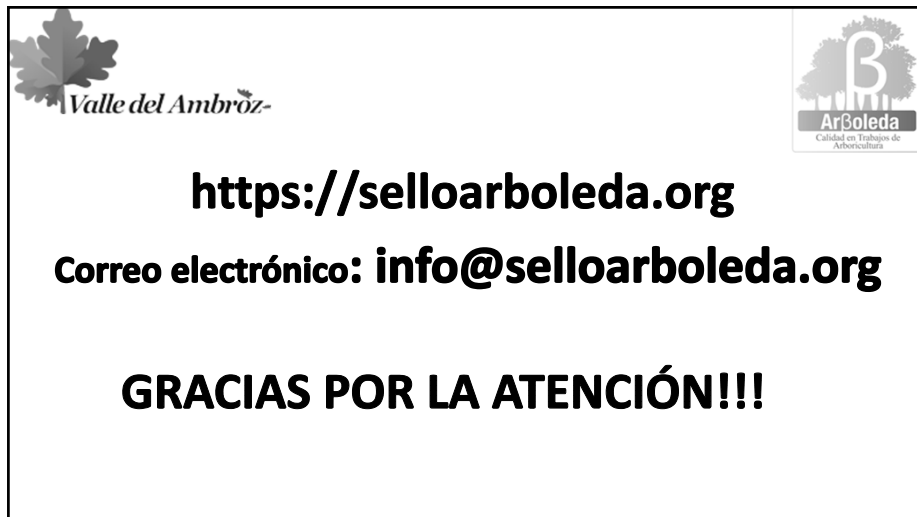 Valle del Ambroz
β
Arβoleda
Calidad en Trabajos de
Arboricultura
https://selloarboleda.org
Correo electrónico: info@selloarboleda.org
GRACIAS POR LA ATENCIÓN!!!